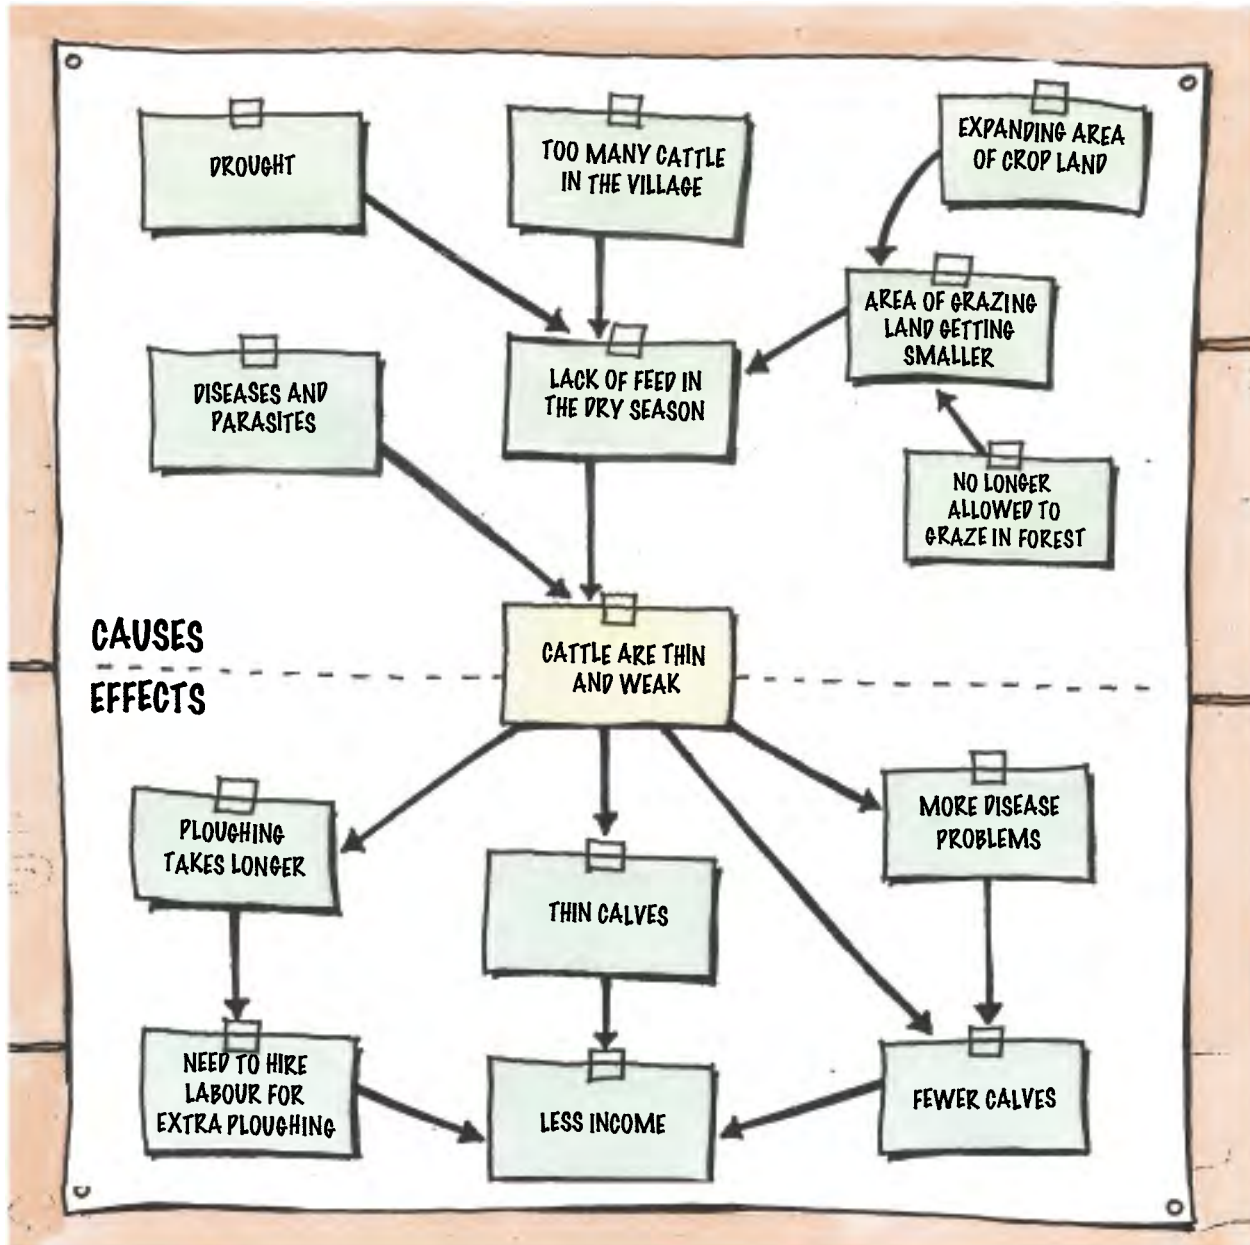 DROUGHT
TOO MANY CATTLE
IN THE VILLAGE
EXPANDING AREA
OF CROP LAND
AREA OF GRAZING
LAND GETTING
SMALLER
DISEASES AND
PARASITES
LACK OF FEED IN
THE DRY SEASON
NO LONGER
ALLOWED TO
GRAZE IN FOREST
CAUSES
EFFECTS
CATTLE ARE THIN
AND WEAK
PLOUGHING
TAKES LONGER
THIN CALVES
MORE DISEASE
PROBLEMS
NEED TO HIRE
LABOUR FOR
EXTRA PLOUGHING
LESS INCOME
FEWER CALVES